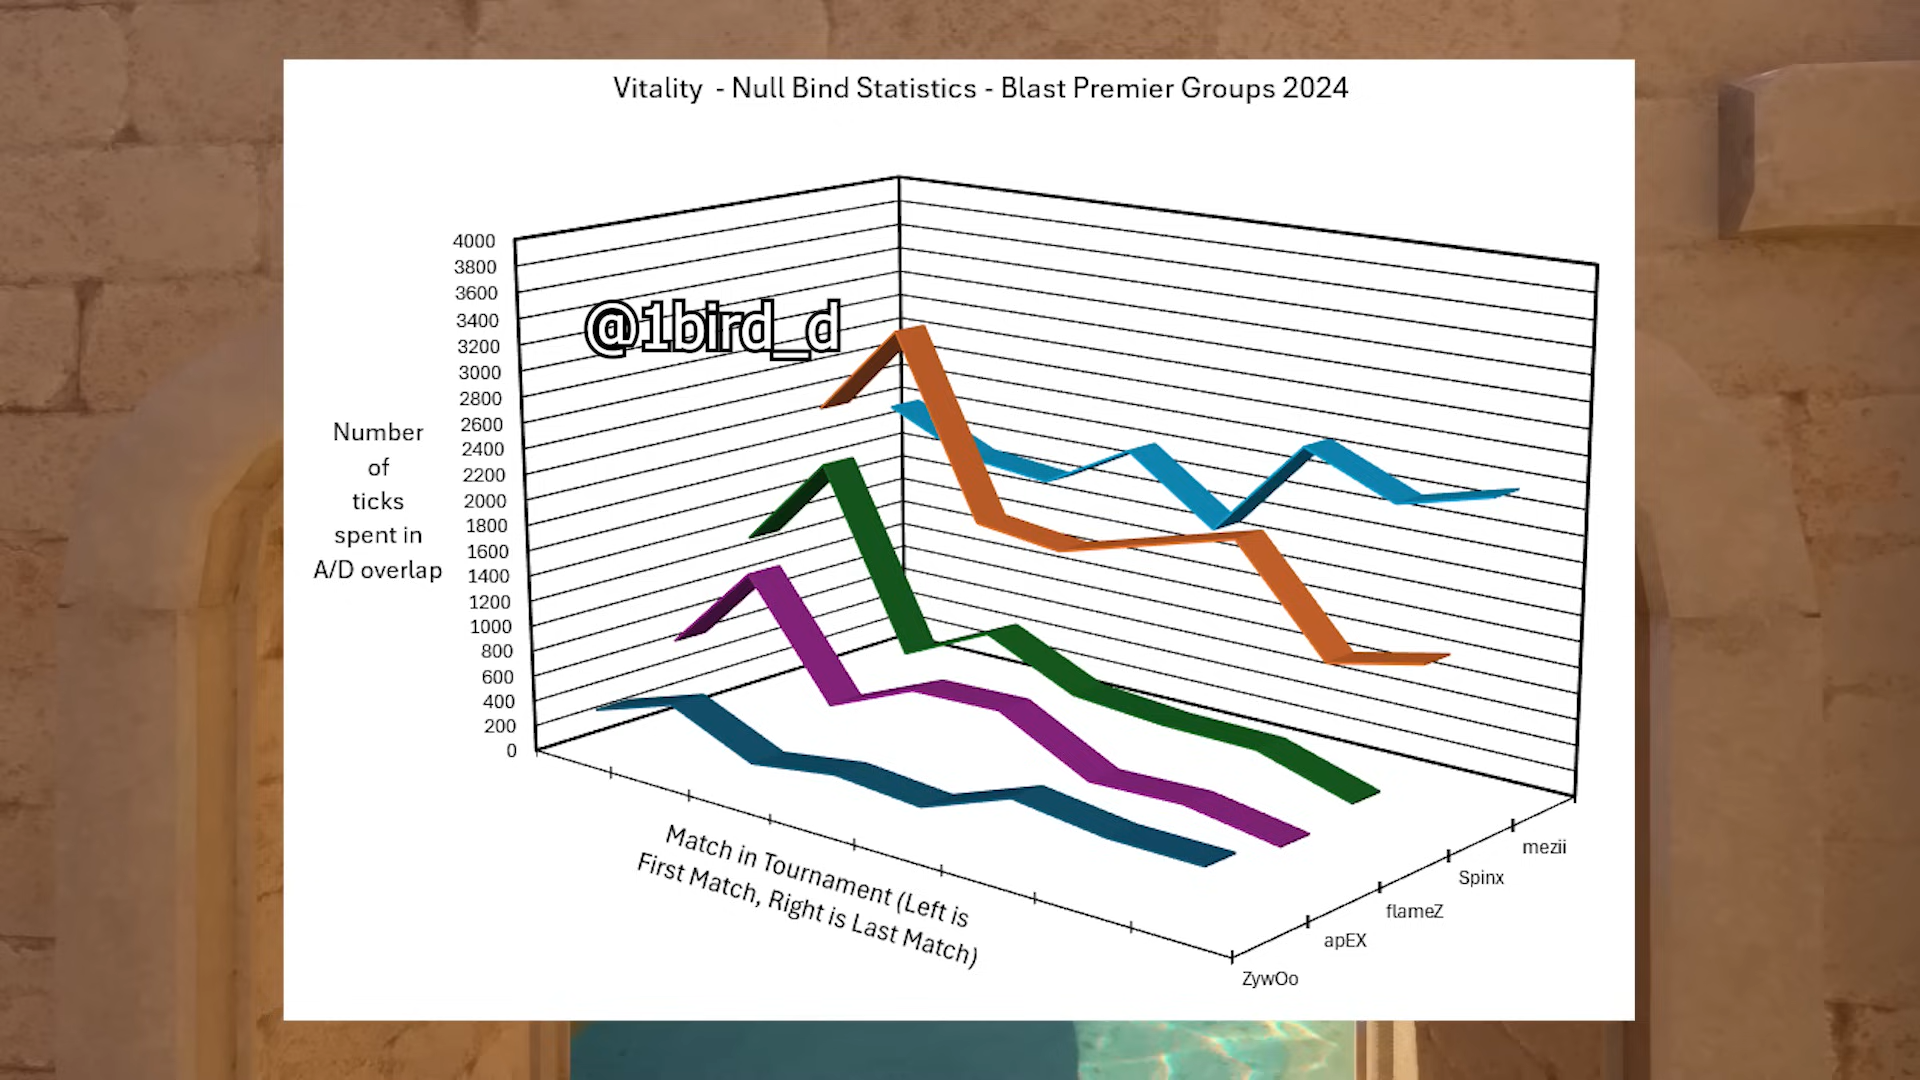 Vitality - Null Bind Statistics - Blast Premier Groups 2024
4000
3800
3600
3400
3200
3000
2800
2600
2400
2200
2000
1800
1600
1400
1200
1000
800
600
400
200
0
@1bird_d
Number
of
ticks
spent in
A/D overlap
Match in Tournament (Left is
First Match, Right is Last Match)
mezii
Spinx
flameZ
apEX
ZywOo